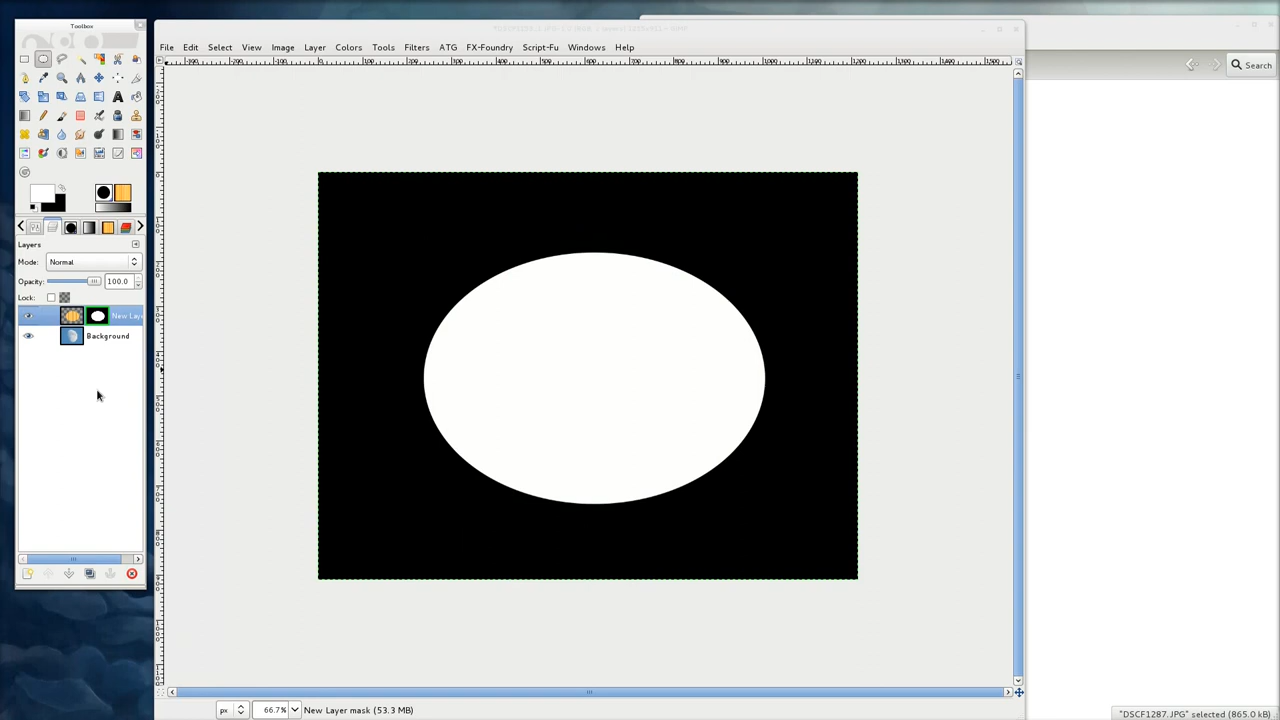 Toolbox
File Edit Select View Image Layer Colors Tools Filters ATG FX-Foundry Script-Fu Windows Help
Search
Layers
Mode: Normal
Opacity: 100.0
Lock:
New Laye
Background
px 66.7% New Layer mask (53.3 MB)
"DSCF1287.JPG" selected (865.0 kB)